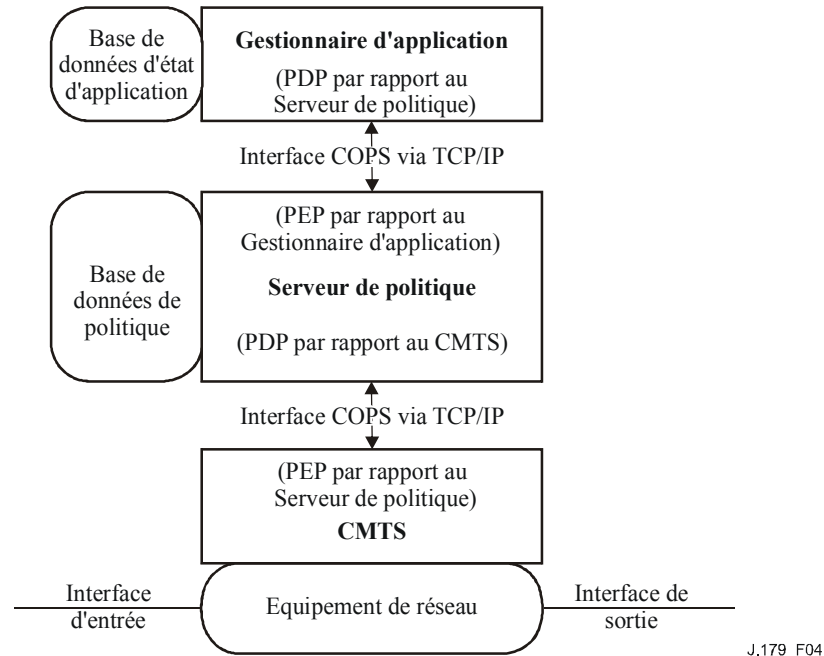 Base de
données d'état
d'application
Gestionnaire d'application
(PDP par rapport au
Serveur de politique)
Interface COPS via TCP/IP
(PEP par rapport au
Gestionnaire d'application)
Base de
données de
politique
Serveur de politique
(PDP par rapport au CMTS)
Interface COPS via TCP/IP
(PEP par rapport au
Serveur de politique)
CMTS
Interface
d'entrée
Equipement de réseau
Interface de
sortie
J.179_F04